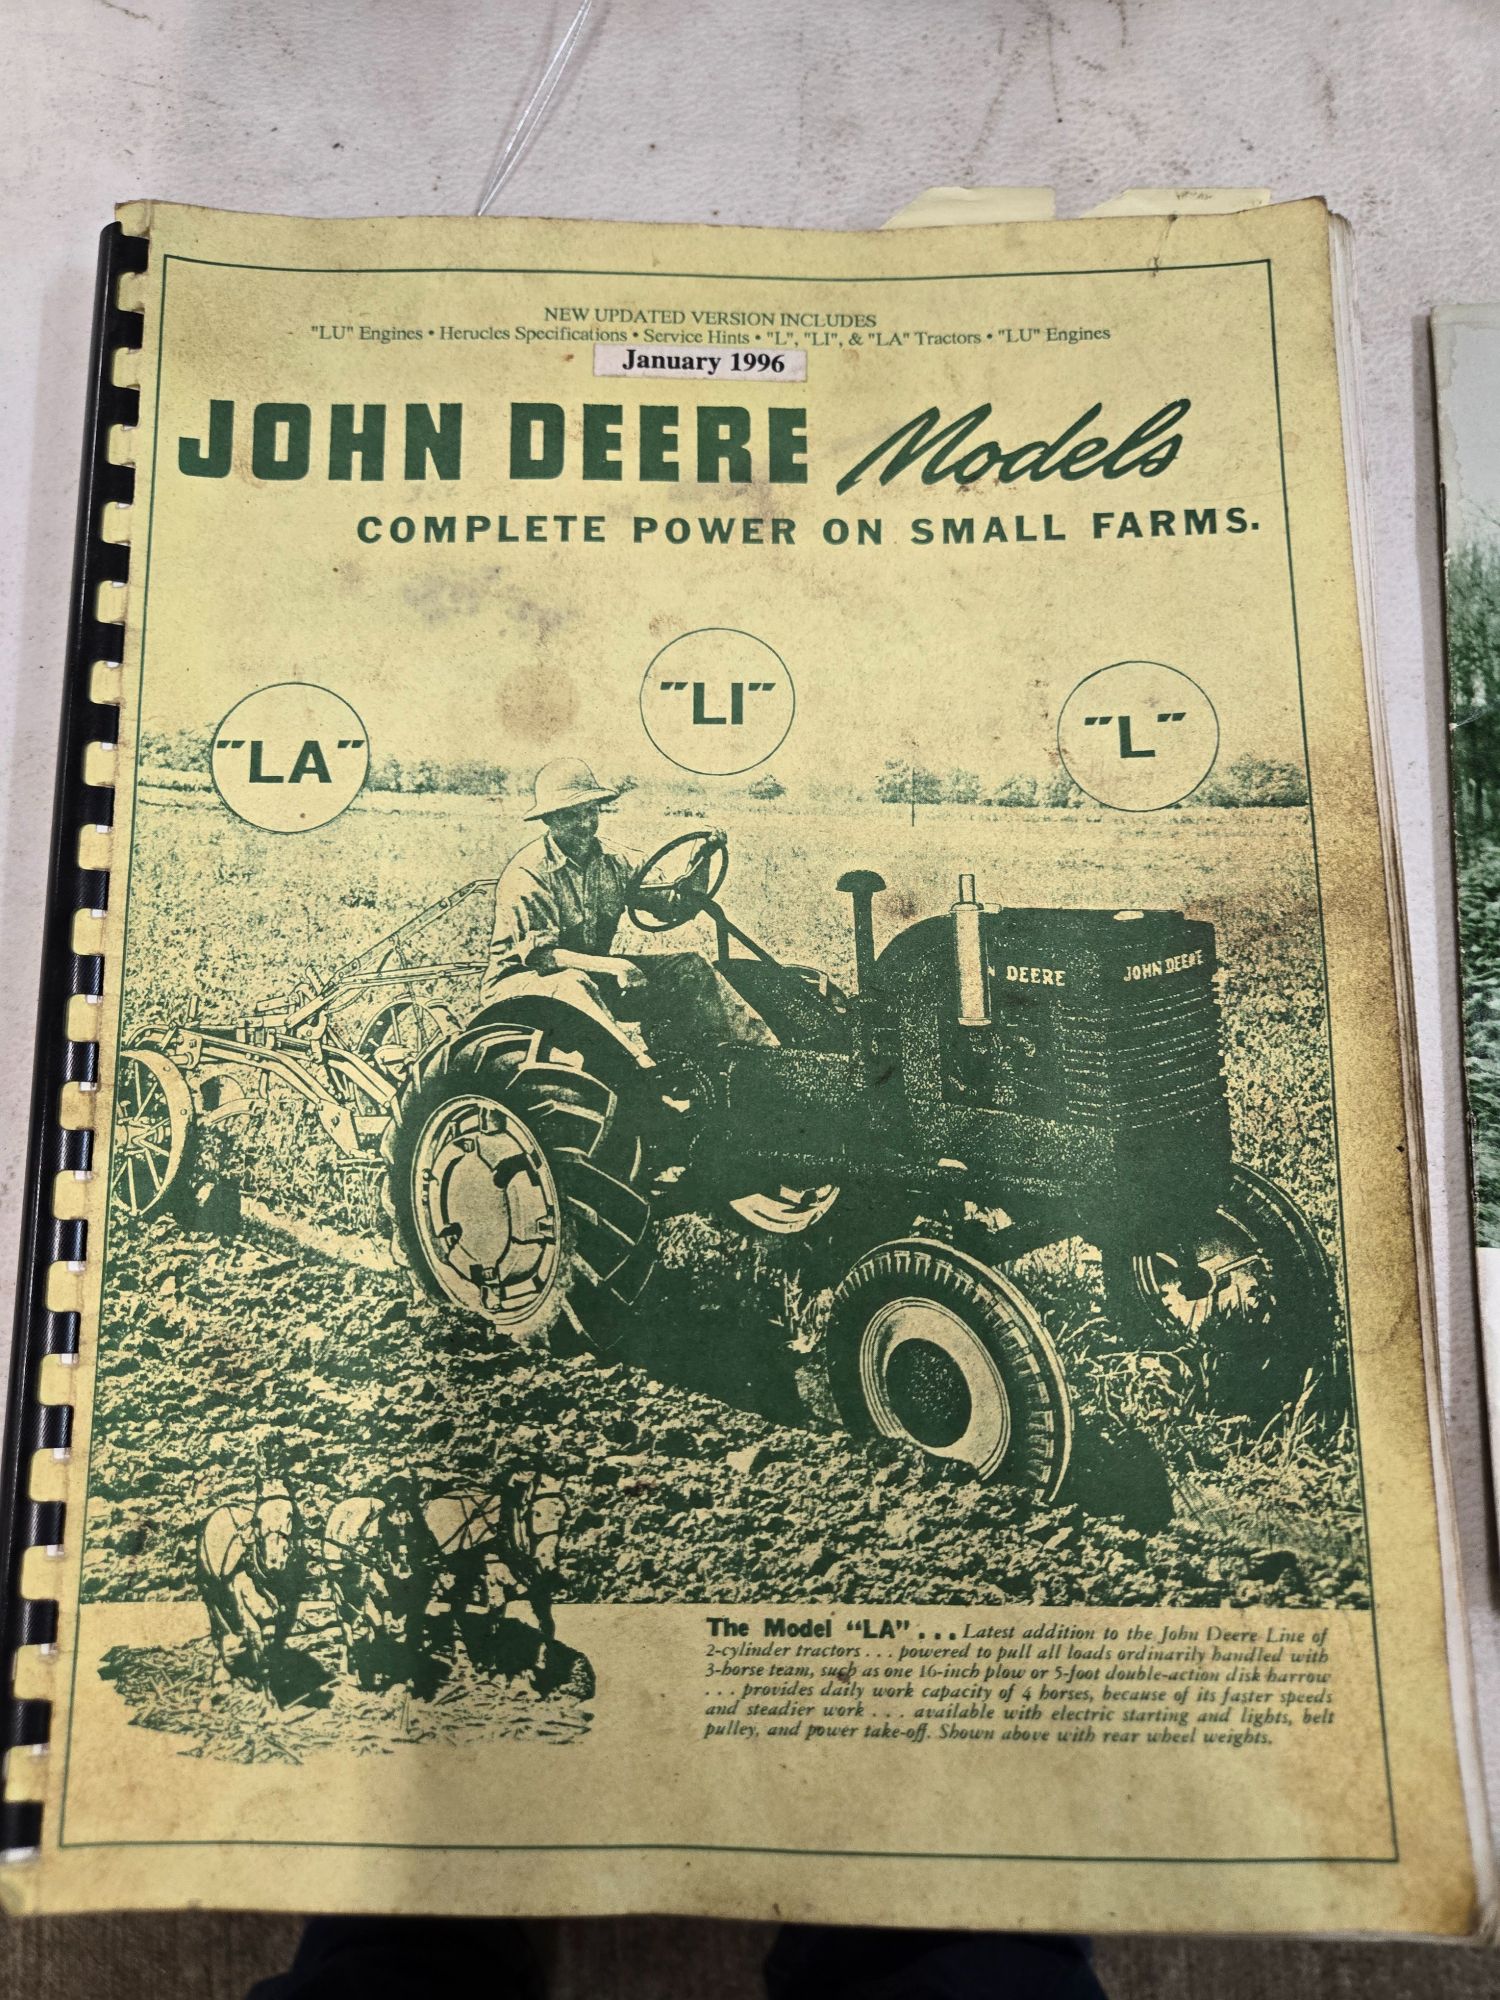 NEW UPDATED VERSION INCLUDES
"LU" Engines • Herucles Specifications • Service Hints • "L", "LI", & "LA" Tractors • "LU" Engines
January 1996
JOHN DEERE Models
COMPLETE POWER ON SMALL FARMS.
"LI"
"LA"
"L"
N DEERE
JOHN DEERE
The Model "LA" . . . Latest addition to the John Deere Line of
2-cylinder tractors . . . powered to pull all loads ordinarily handled with
3-horse team, such as one 16-inch plow or 5-foot double-action disk harrow
. . . provides daily work capacity of 4 horses, because of its faster speeds
and steadier work . . . available with electric starting and lights, belt
pulley, and power take-off. Shown above with rear wheel weights.